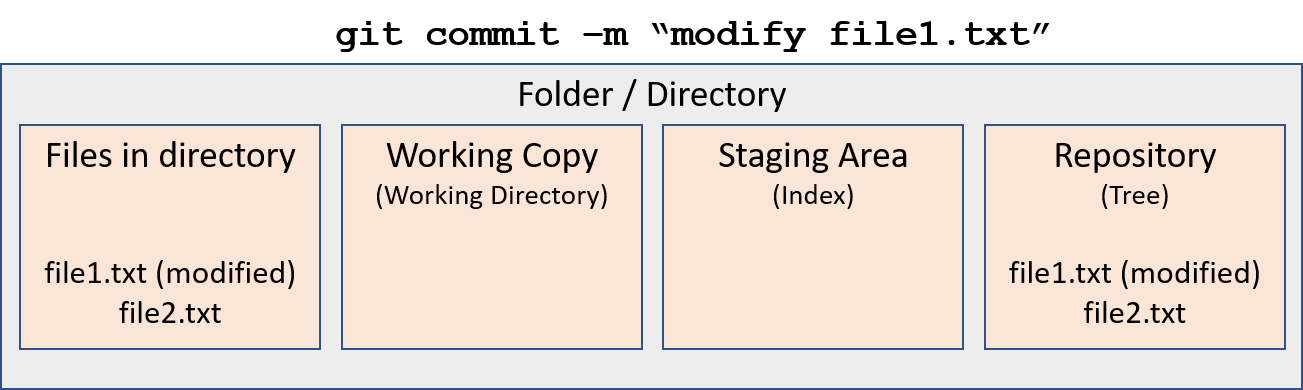 git commit –m “modify file1.txt”
Folder / Directory
Files in directory
file1.txt (modified)
file2.txt
Working Copy
(Working Directory)
Staging Area
(Index)
Repository
(Tree)
file1.txt (modified)
file2.txt